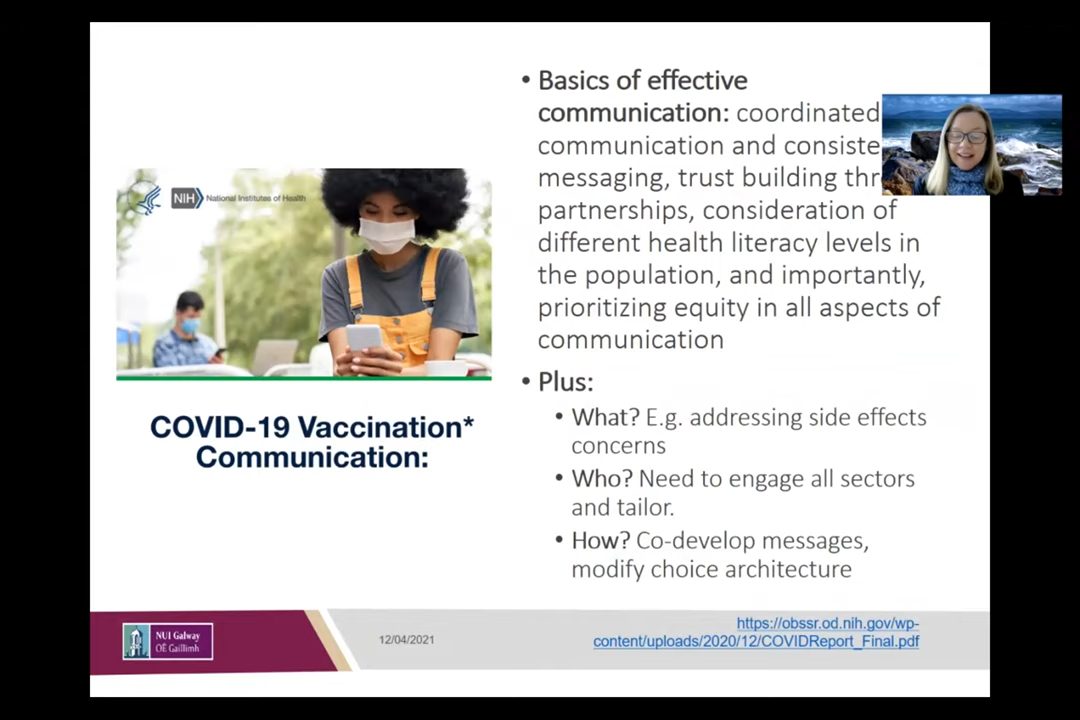 NIH National Institutes of Health
COVID-19 Vaccination*
Communication:
• Basics of effective
communication: coordinated
communication and consiste
messaging, trust building thr
partnerships, consideration of
different health literacy levels in
the population, and importantly,
prioritizing equity in all aspects of
communication
• Plus:
• What? E.g. addressing side effects
concerns
• Who? Need to engage all sectors
and tailor.
• How? Co-develop messages,
modify choice architecture
NUI Galway
OÉ Gaillimh
12/04/2021
https://obssr.od.nih.gov/wp-
content/uploads/2020/12/COVIDReport_Final.pdf